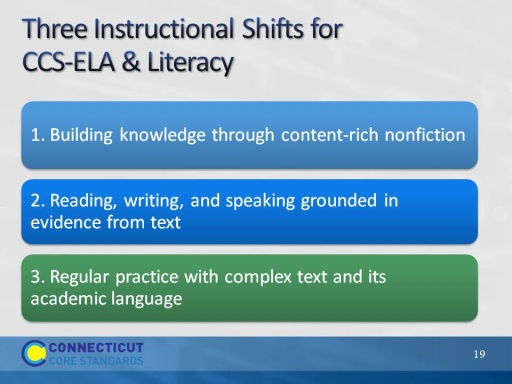 Three Instructional Shifts for
CCS-ELA & Literacy
1. Building knowledge through content-rich nonfiction
2. Reading, writing, and speaking grounded in
evidence from text
3. Regular practice with complex text and its
academic language
CONNECTICUT
CORE STANDARDS
19